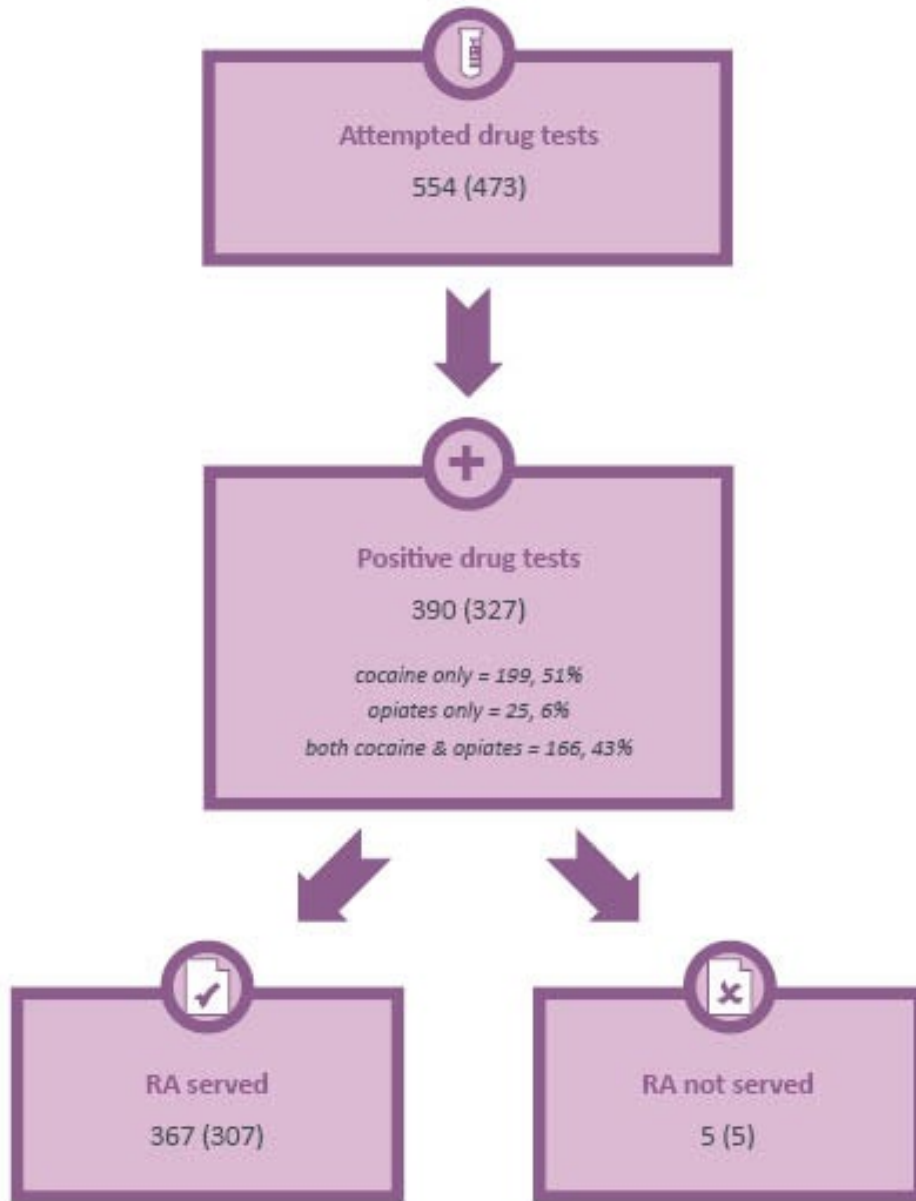 Attempted drug tests
554 (473)
Positive drug tests
390 (327)
cocaine only = 199, 51%
opiates only = 25, 6%
both cocaine & opiates = 166, 43%
RA served
367 (307)
RA not served
5 (5)